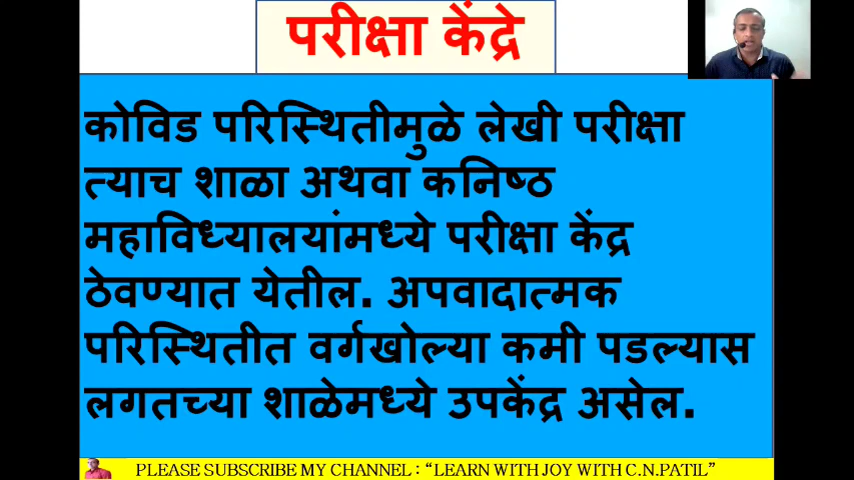 परीक्षा केंद्रे
कोविड परिस्थितीमुळे लेखी परीक्षा
त्याच शाळा अथवा कनिष्ठ
महाविध्यालयांमध्ये परीक्षा केंद्र
ठेवण्यात येतील. अपवादात्मक
परिस्थितीत वर्गखोल्या कमी पडल्यास
लगतच्या शाळेमध्ये उपकेंद्र असेल.
PLEASE SUBSCRIBE MY CHANNEL : “LEARN WITH JOY WITH C.N.PATIL”